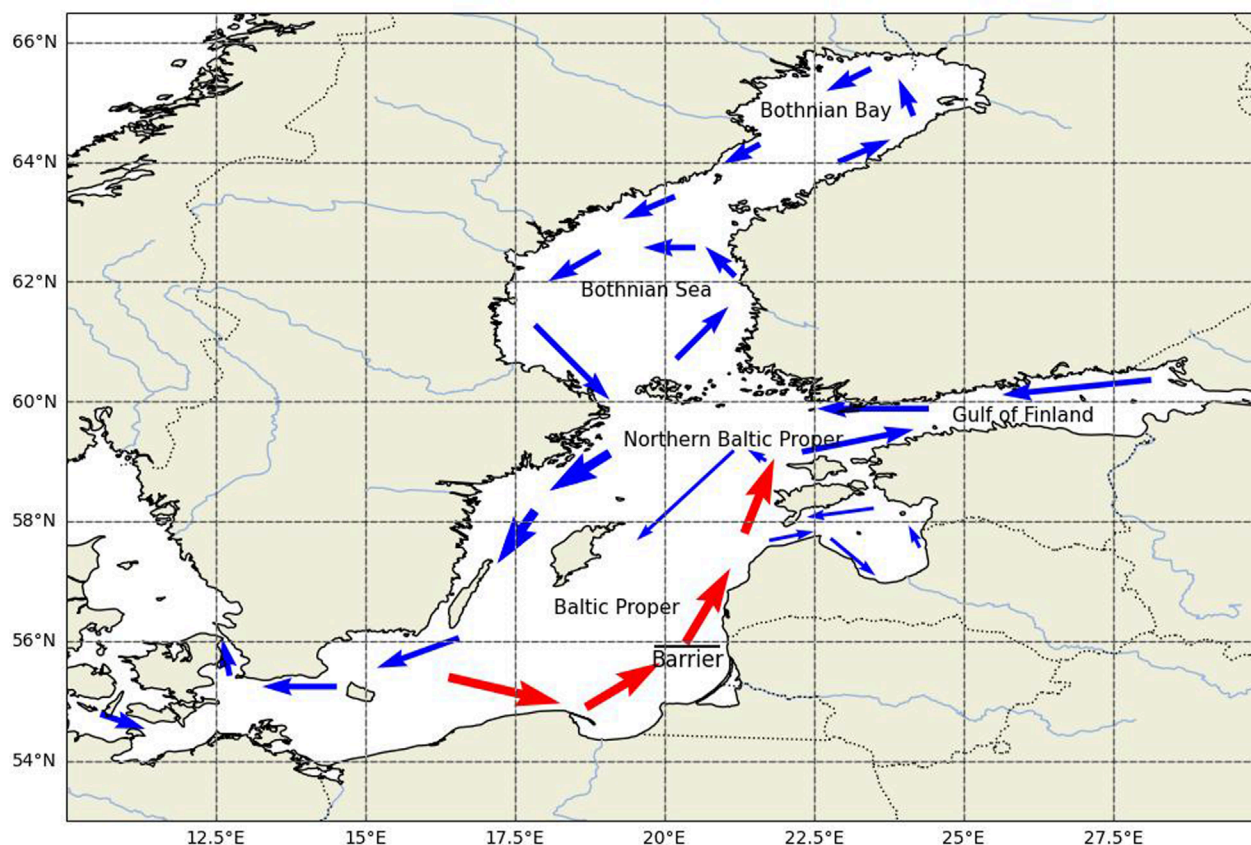 66°N
Bothnian Bay
64°N
62°N
Bothnian Sea
60°N
Gulf of Finland
Northern Baltic Proper
58°N
Baltic Proper
56°N
Barrier
54°N
12.5°E 15°E 17.5°E 20°E 22.5°E 25°E 27.5°E